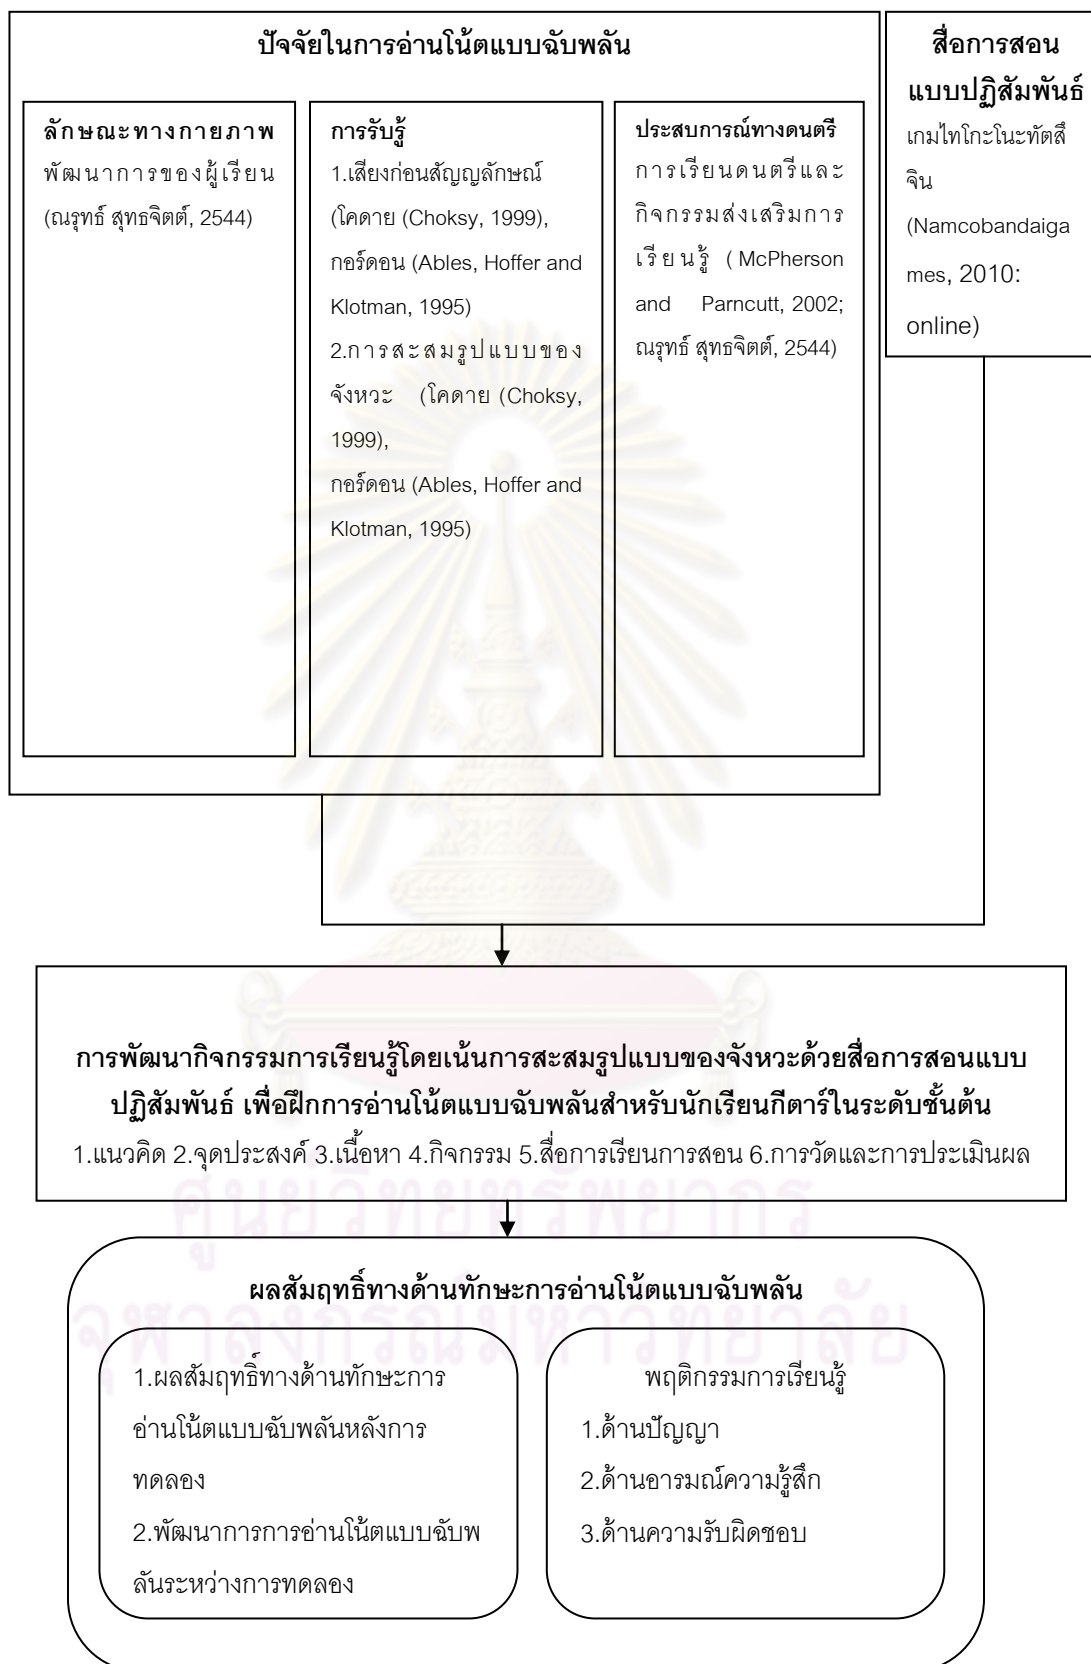 ปัจจัยในการอ่านโน้ตแบบฉับพลัน
ลักษณะทางกายภาพ
พัฒนาการของผู้เรียน
(ณรุทธ์ สุทธจิตต์, 2544)
การรับรู้
1.เสียงก่อนสัญญลักษณ์
(โคดาย (Choksy, 1999),
กอร์ดอน (Ables, Hoffer and
Klotman, 1995)
2.การสะสมรูปแบบของ
จังหวะ (โคดาย (Choksy,
1999),
กอร์ดอน (Ables, Hoffer and
Klotman, 1995)
ประสบการณ์ทางดนตรี
การเรียนดนตรีและ
กิจกรรมส่งเสริมการ
เรียนรู้ ( McPherson
and Parncutt, 2002;
ณรุทธ์ สุทธจิตต์, 2544)
สื่อการสอน
แบบปฏิสัมพันธ์
เกมไทโกะโนะทัตสึ
จิน
(Namcobandaiga
mes, 2010:
online)
การพัฒนากิจกรรมการเรียนรู้โดยเน้นการสะสมรูปแบบของจังหวะด้วยสื่อการสอนแบบ
ปฏิสัมพันธ์ เพื่อฝึกการอ่านโน้ตแบบฉับพลันสำหรับนักเรียนกีตาร์ในระดับชั้นต้น
1.แนวคิด 2.จุดประสงค์ 3.เนื้อหา 4.กิจกรรม 5.สื่อการเรียนการสอน 6.การวัดและการประเมินผล
ศูนย์วิทยทรัพยากร
จุฬาลงกรณ์มหาวิทยาลัย
ผลสัมฤทธิ์ทางด้านทักษะการอ่านโน้ตแบบฉับพลัน
1.ผลสัมฤทธิ์ทางด้านทักษะการ
อ่านโน้ตแบบฉับพลันหลังการ
ทดลอง
2.พัฒนาการการอ่านโน้ตแบบฉับพ
ลันระหว่างการทดลอง
พฤติกรรมการเรียนรู้
1.ด้านปัญญา
2.ด้านอารมณ์ความรู้สึก
3.ด้านความรับผิดชอบ